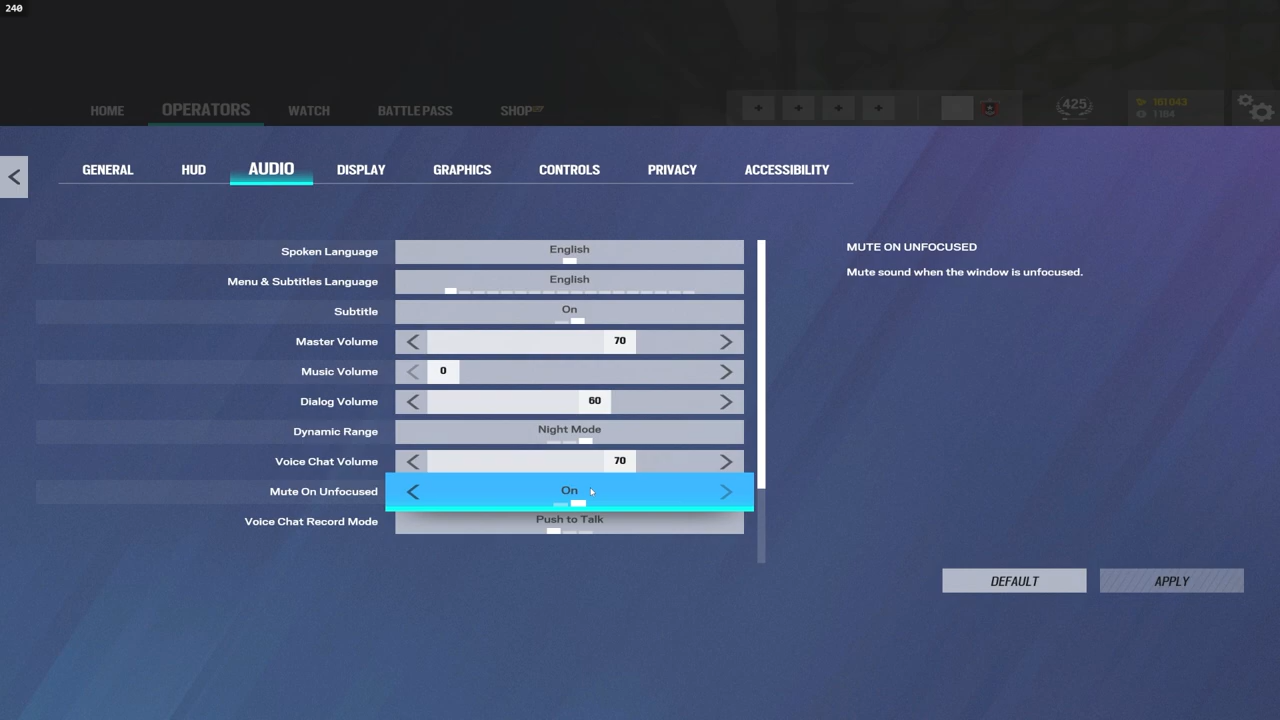 240
HOME OPERATORS WATCH BATTLE PASS SHOP
425
181 043
1184
GENERAL HUD AUDIO DISPLAY GRAPHICS CONTROLS PRIVACY ACCESSIBILITY
Spoken Language English
Menu & Subtitles Language English
Subtitle On
Master Volume 70
Music Volume 0
Dialog Volume 60
Dynamic Range Night Mode
Voice Chat Volume 70
Mute On Unfocused On
Voice Chat Record Mode Push to Talk
MUTE ON UNFOCUSED
Mute sound when the window is unfocused.
DEFAULT APPLY